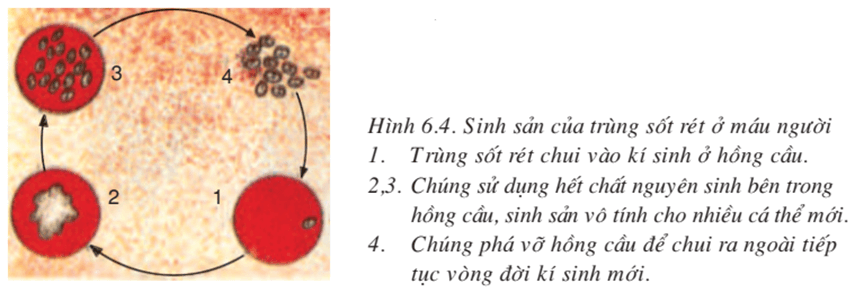 3
4
2
1
Hình 6.4. Sinh sản của trùng sốt rét ở máu người
1. Trùng sốt rét chui vào kí sinh ở hồng cầu.
2,3. Chúng sử dụng hết chất nguyên sinh bên trong
hồng cầu, sinh sản vô tính cho nhiều cá thể mới.
4. Chúng phá vỡ hồng cầu để chui ra ngoài tiếp
tục vòng đời kí sinh mới.